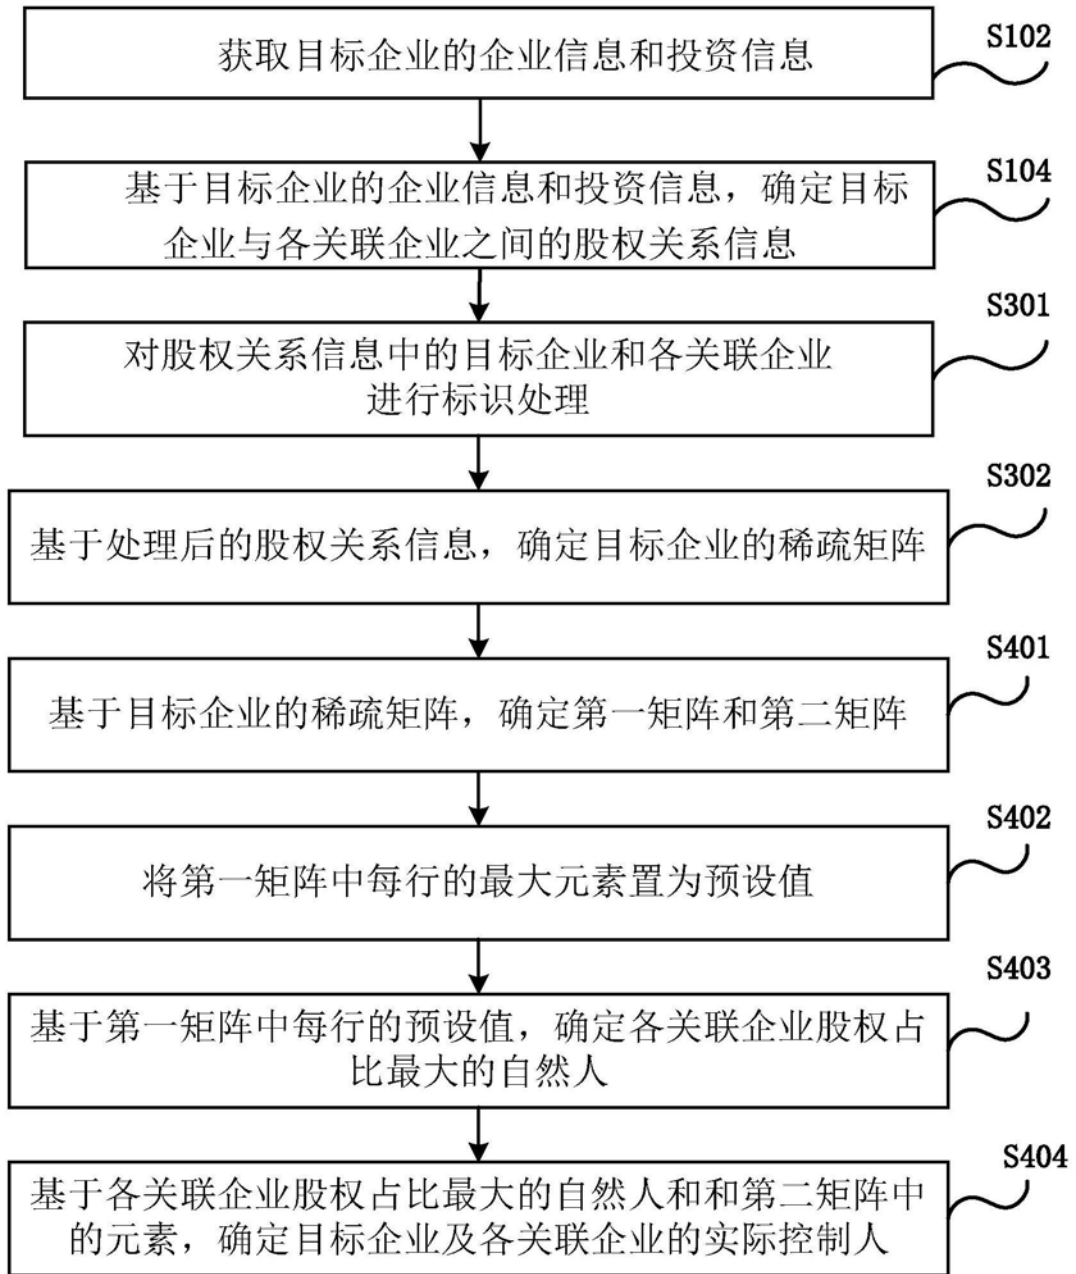 获取目标企业的企业信息和投资信息
S102
基于目标企业的企业信息和投资信息，确定目标
企业与各关联企业之间的股权关系信息
S104
对股权关系信息中的目标企业和各关联企业
进行标识处理
S301
基于处理后的股权关系信息，确定目标企业的稀疏矩阵
S302
基于目标企业的稀疏矩阵，确定第一矩阵和第二矩阵
S401
将第一矩阵中每行的最大元素置为预设值
S402
基于第一矩阵中每行的预设值，确定各关联企业股权占
比最大的自然人
S403
基于各关联企业股权占比最大的自然人和和第二矩阵中
的元素，确定目标企业及各关联企业的实际控制人
S404